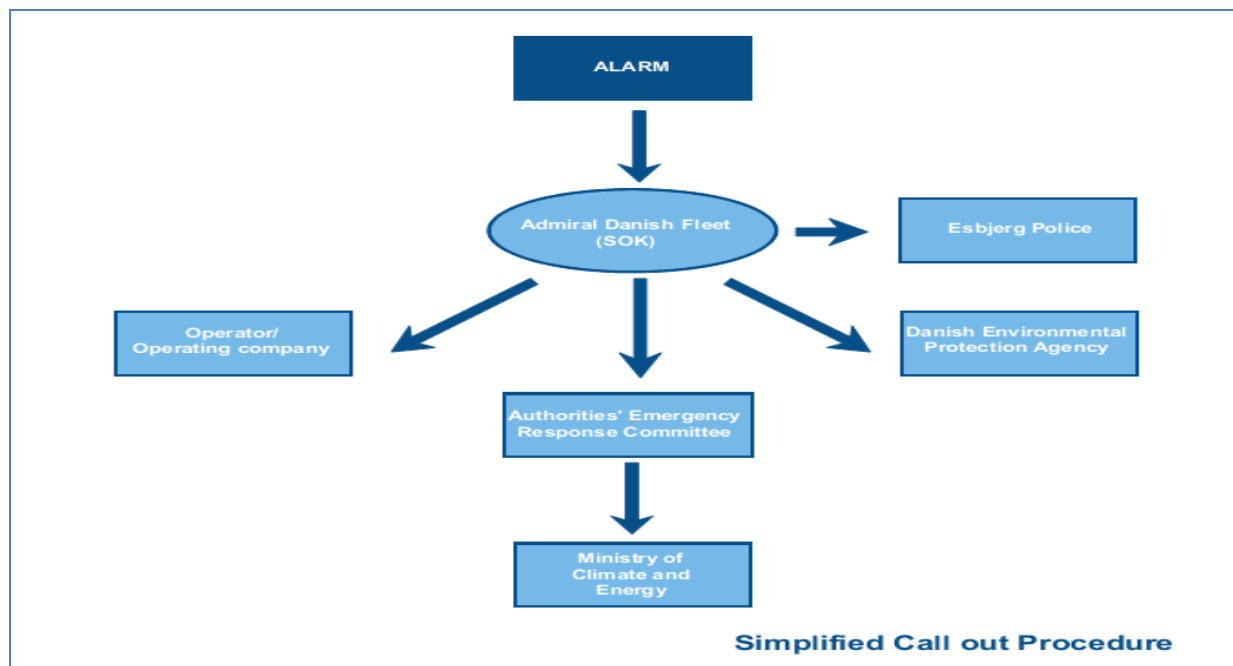 ALARM
Admiral Danish Fleet
(SOK)
Esbjerg Police
Operator/
Operating company
Danish Environmental
Protection Agency
Authorities' Emergency
Response Committee
Ministry of
Climate and
Energy
Simplified Call out Procedure